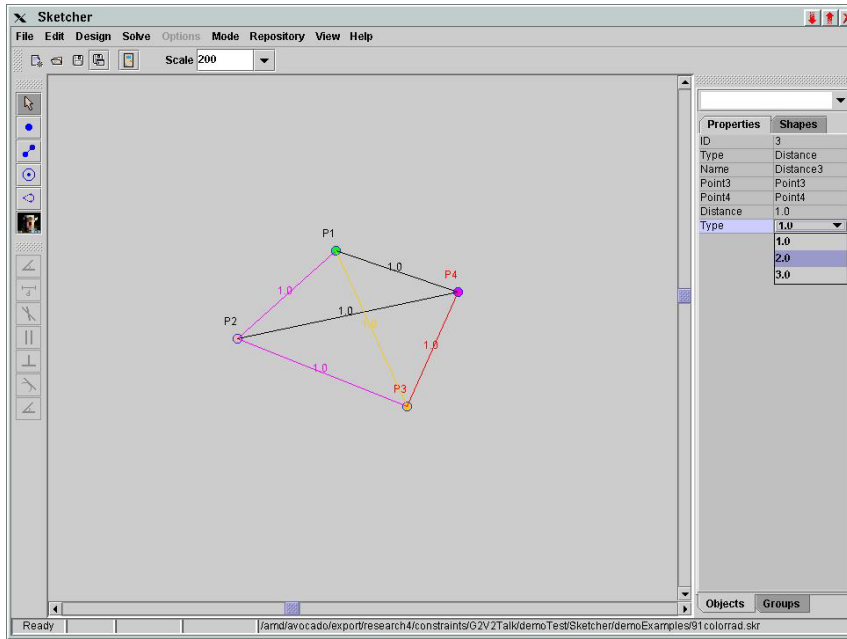 Sketcher
File Edit Design Solve Options Mode Repository View Help
Scale 200
Properties Shapes
ID 3
Type Distance
Name Distance3
Point3 Point3
Point4 Point4
Distance 1.0
Type 1.0
1.0
2.0
3.0
P1
1.0
P4
1.0
1.0
P2
1.0
1.0
1.0
P3
Objects Groups
Ready /amd/avocado/export/research4/constraints/G2V2Talk/demoTest/Sketcher/demoExamples/91colorrad.skr